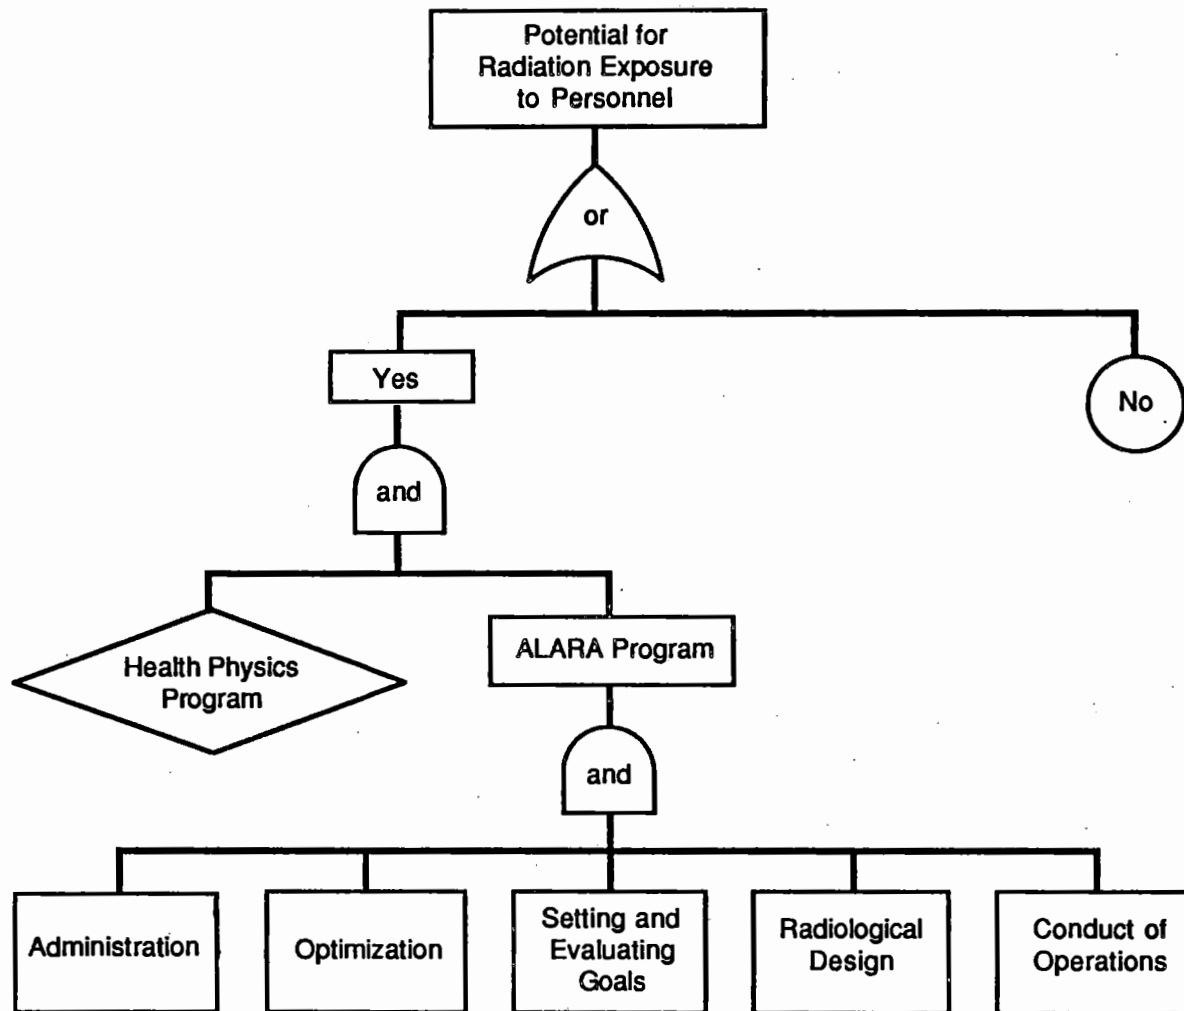 Potential for
Radiation Exposure
to Personnel
or
Yes
No
and
Health Physics
Program
ALARA Program
and
Administration
Optimization
Setting and
Evaluating
Goals
Radiological
Design
Conduct of
Operations